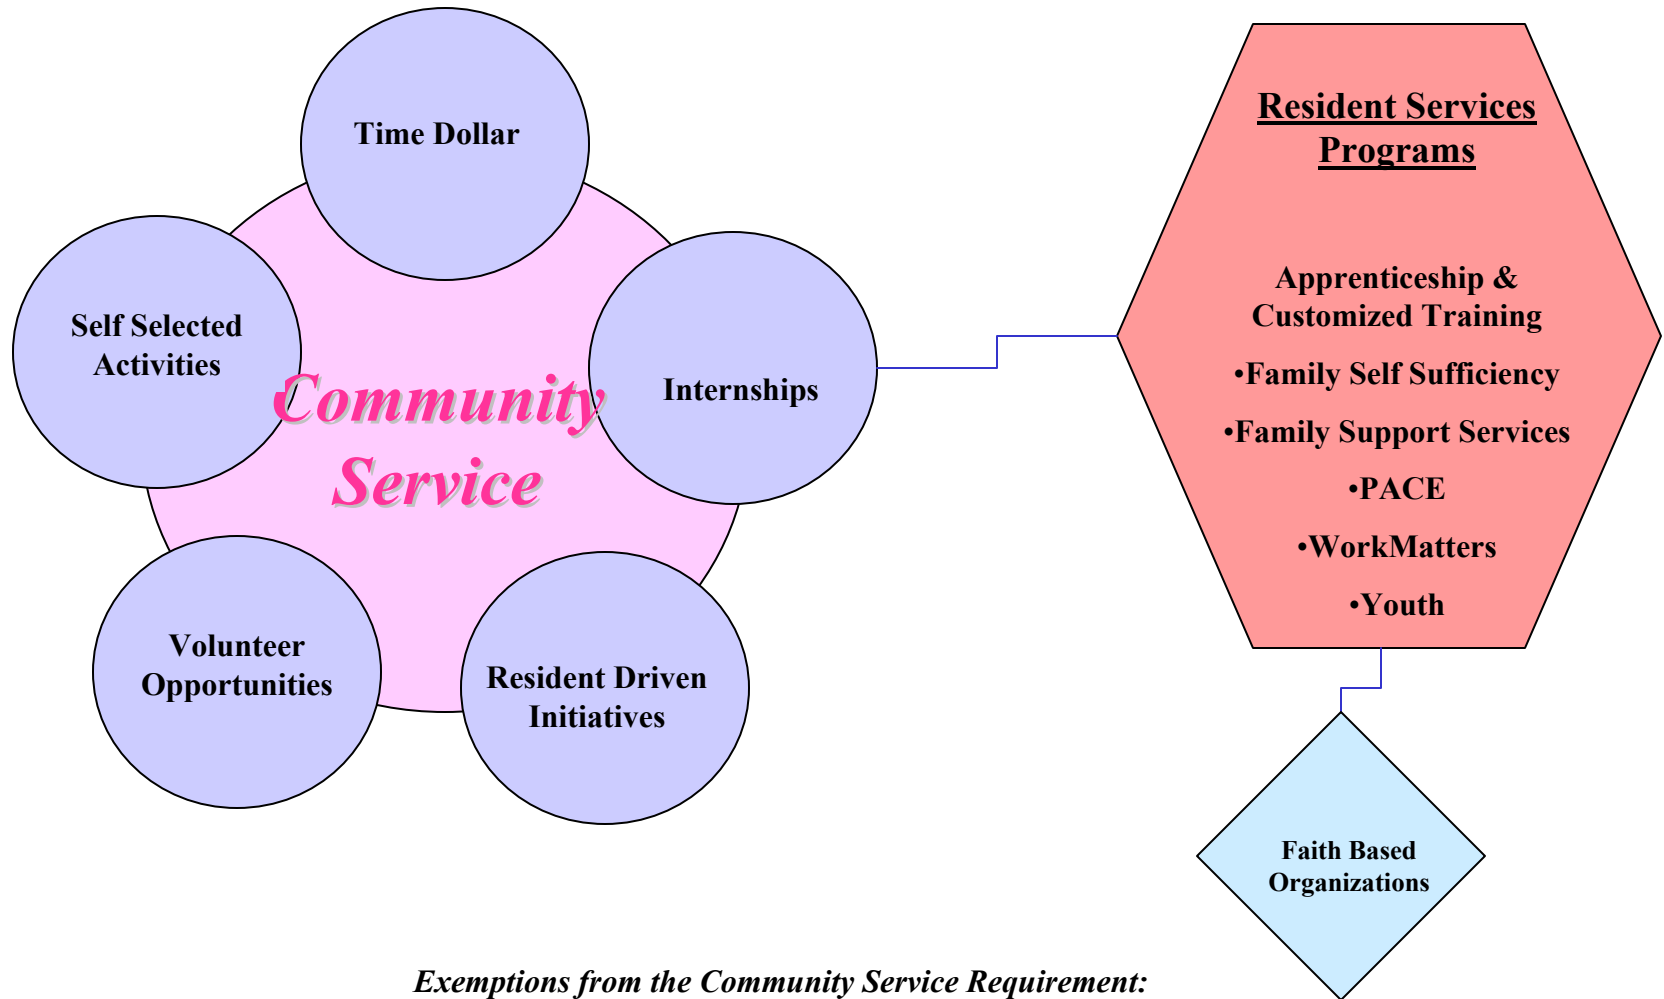 Time Dollar
Self Selected
Activities
Community
Service
Internships
Volunteer
Opportunities
Resident Driven
Initiatives
Resident Services
Programs
Apprenticeship &
Customized Training
•Family Self Sufficiency
•Family Support Services
•PACE
•WorkMatters
•Youth
Faith Based
Organizations
Exemptions from the Community Service Requirement: